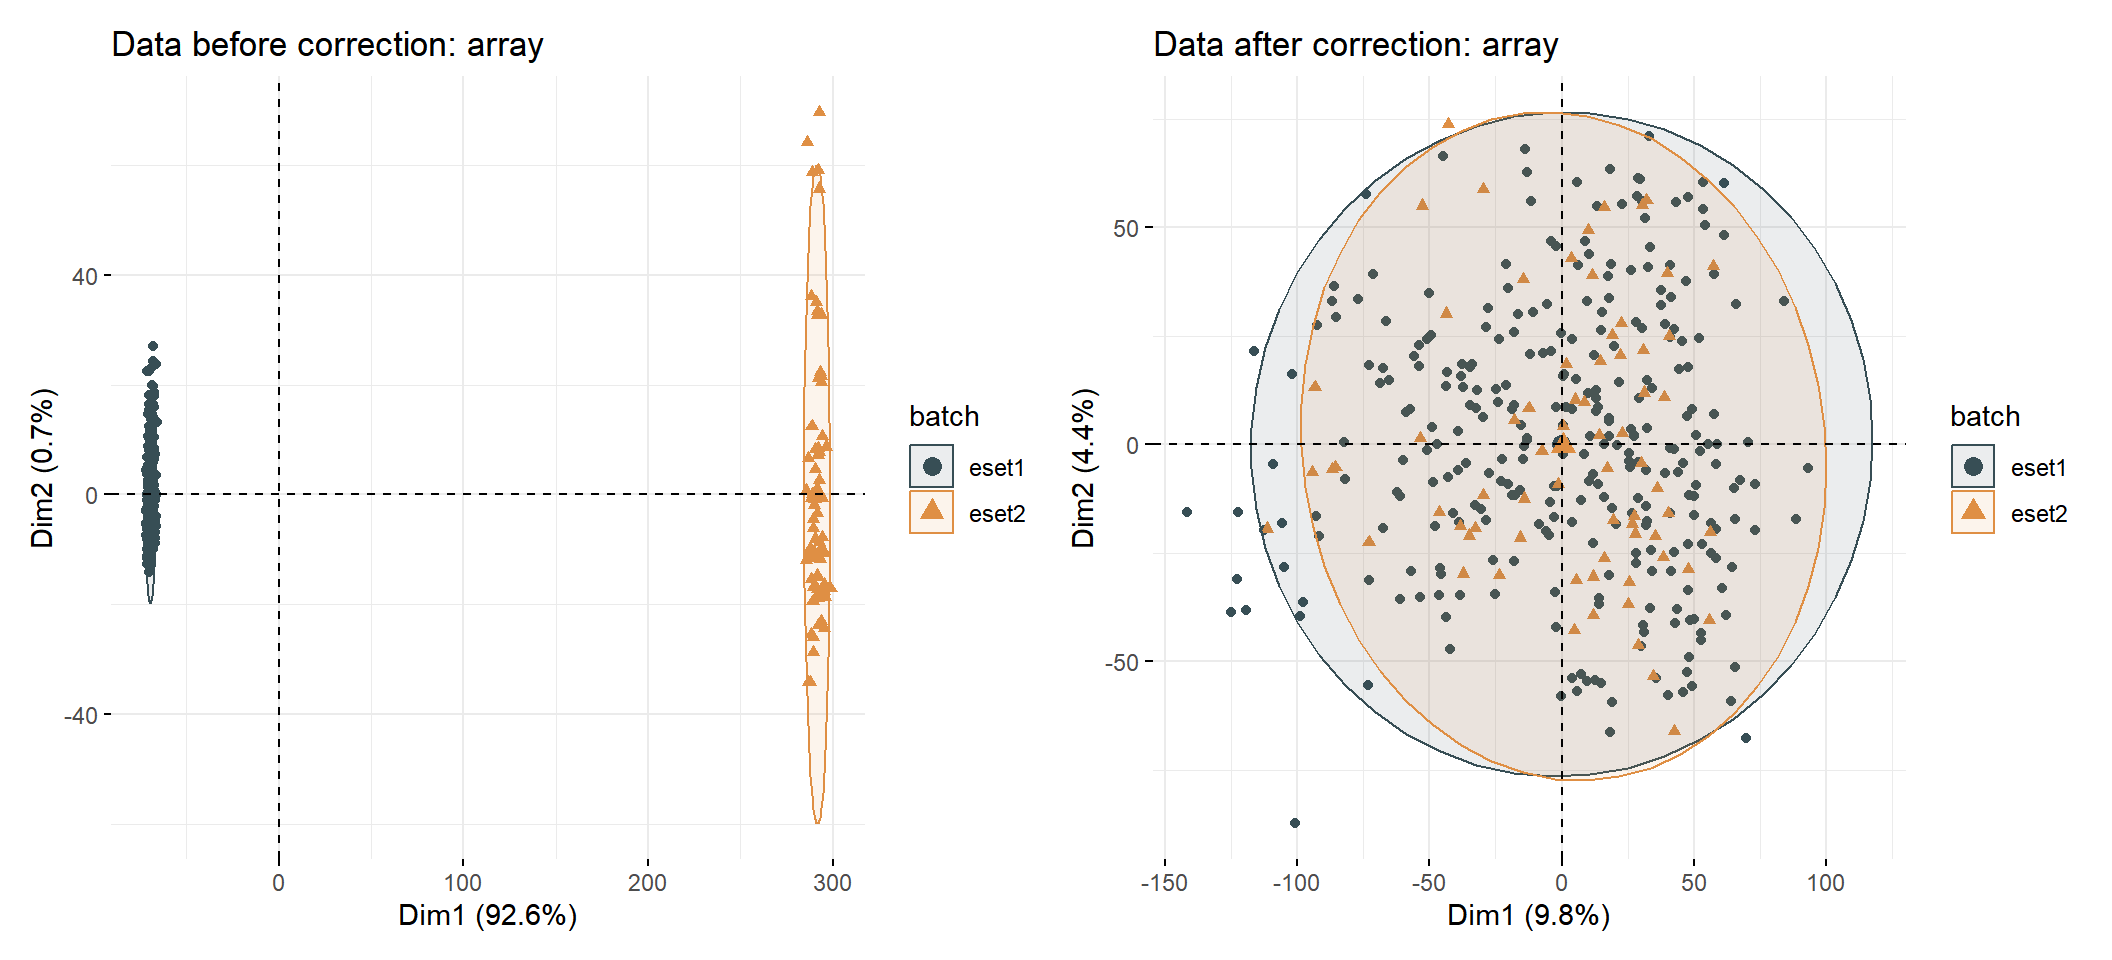 Data before correction: array
Dim2 (0.7%)
40
0
-40
0
100
200
300
Dim1 (92.6%)
batch
eset1
eset2
Data after correction: array
Dim2 (4.4%)
50
0
-50
-150
-100
-50
0
50
100
Dim1 (9.8%)
batch
eset1
eset2